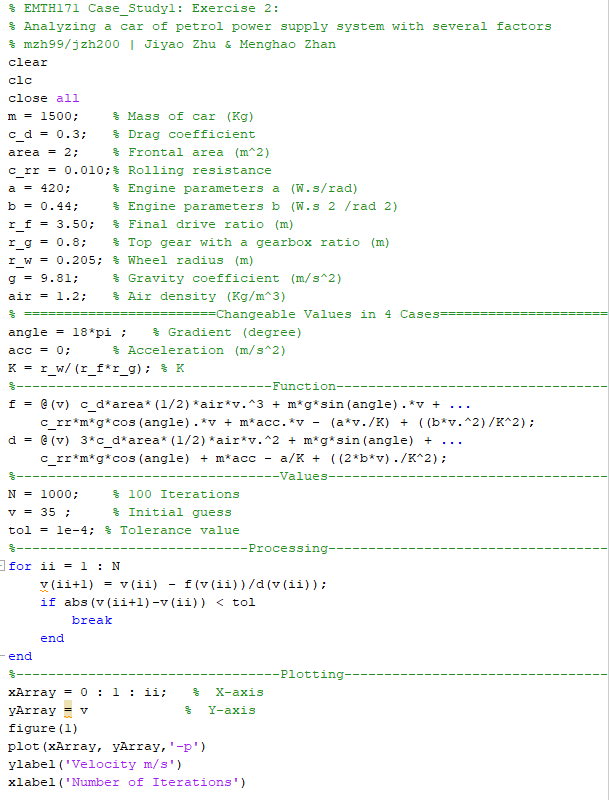 % EMTH171 Case_Study1: Exercise 2:
% Analyzing a car of petrol power supply system with several factors
% mzh99/jzh200 | Jiyao Zhu & Menghao Zhan
clear
clc
close all
m = 1500;    % Mass of car (Kg)
c_d = 0.3;   % Drag coefficient
area = 2;    % Frontal area (m^2)
c_rr = 0.010;% Rolling resistance
a = 420;     % Engine parameters a (W.s/rad)
b = 0.44;    % Engine parameters b (W.s 2 /rad 2)
r_f = 3.50;  % Final drive ratio (m)
r_g = 0.8;   % Top gear with a gearbox ratio (m)
r_w = 0.205; % Wheel radius (m)
g = 9.81;    % Gravity coefficient (m/s^2)
air = 1.2;   % Air density (Kg/m^3)
% ========================Changeable Values in 4 Cases=====================
angle = 18*pi ;   % Gradient (degree)
acc = 0;     % Acceleration (m/s^2)
K = r_w/(r_f*r_g); % K
%--------------------------------Function----------------------------------
f = @(v) c_d*area*(1/2)*air*v.^3 + m*g*sin(angle).*v + ...
    c_rr*m*g*cos(angle).*v + m*acc.*v - (a*v./K) + ((b*v.^2)/K^2);
d = @(v) 3*c_d*area*(1/2)*air*v.^2 + m*g*sin(angle) + ...
    c_rr*m*g*cos(angle) + m*acc - a/K + ((2*b*v)./K^2);
%---------------------------------Values-----------------------------------
N = 1000;    % 100 Iterations
v = 35 ;     % Initial guess
tol = 1e-4; % Tolerance value
%-----------------------------Processing-----------------------------------
for ii = 1 : N
    v(ii+1) = v(ii) - f(v(ii))/d(v(ii));
    if abs(v(ii+1)-v(ii)) < tol
        break
    end
end
%---------------------------------Plotting---------------------------------
xArray = 0 : 1 : ii;   %  X-axis
yArray = v            %  Y-axis
figure(1)
plot(xArray, yArray,'-p')
ylabel('Velocity m/s')
xlabel('Number of Iterations')